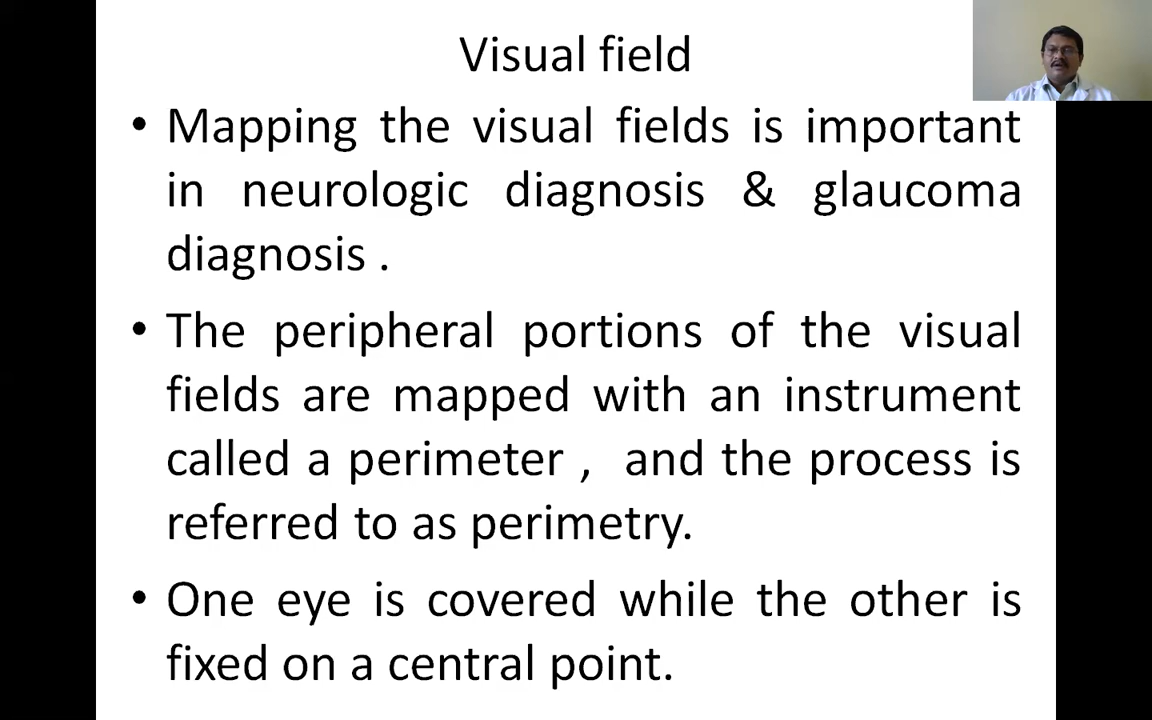 Visual field
• Mapping the visual fields is important
in neurologic diagnosis & glaucoma
diagnosis .
• The peripheral portions of the visual
fields are mapped with an instrument
called a perimeter , and the process is
referred to as perimetry.
• One eye is covered while the other is
fixed on a central point.